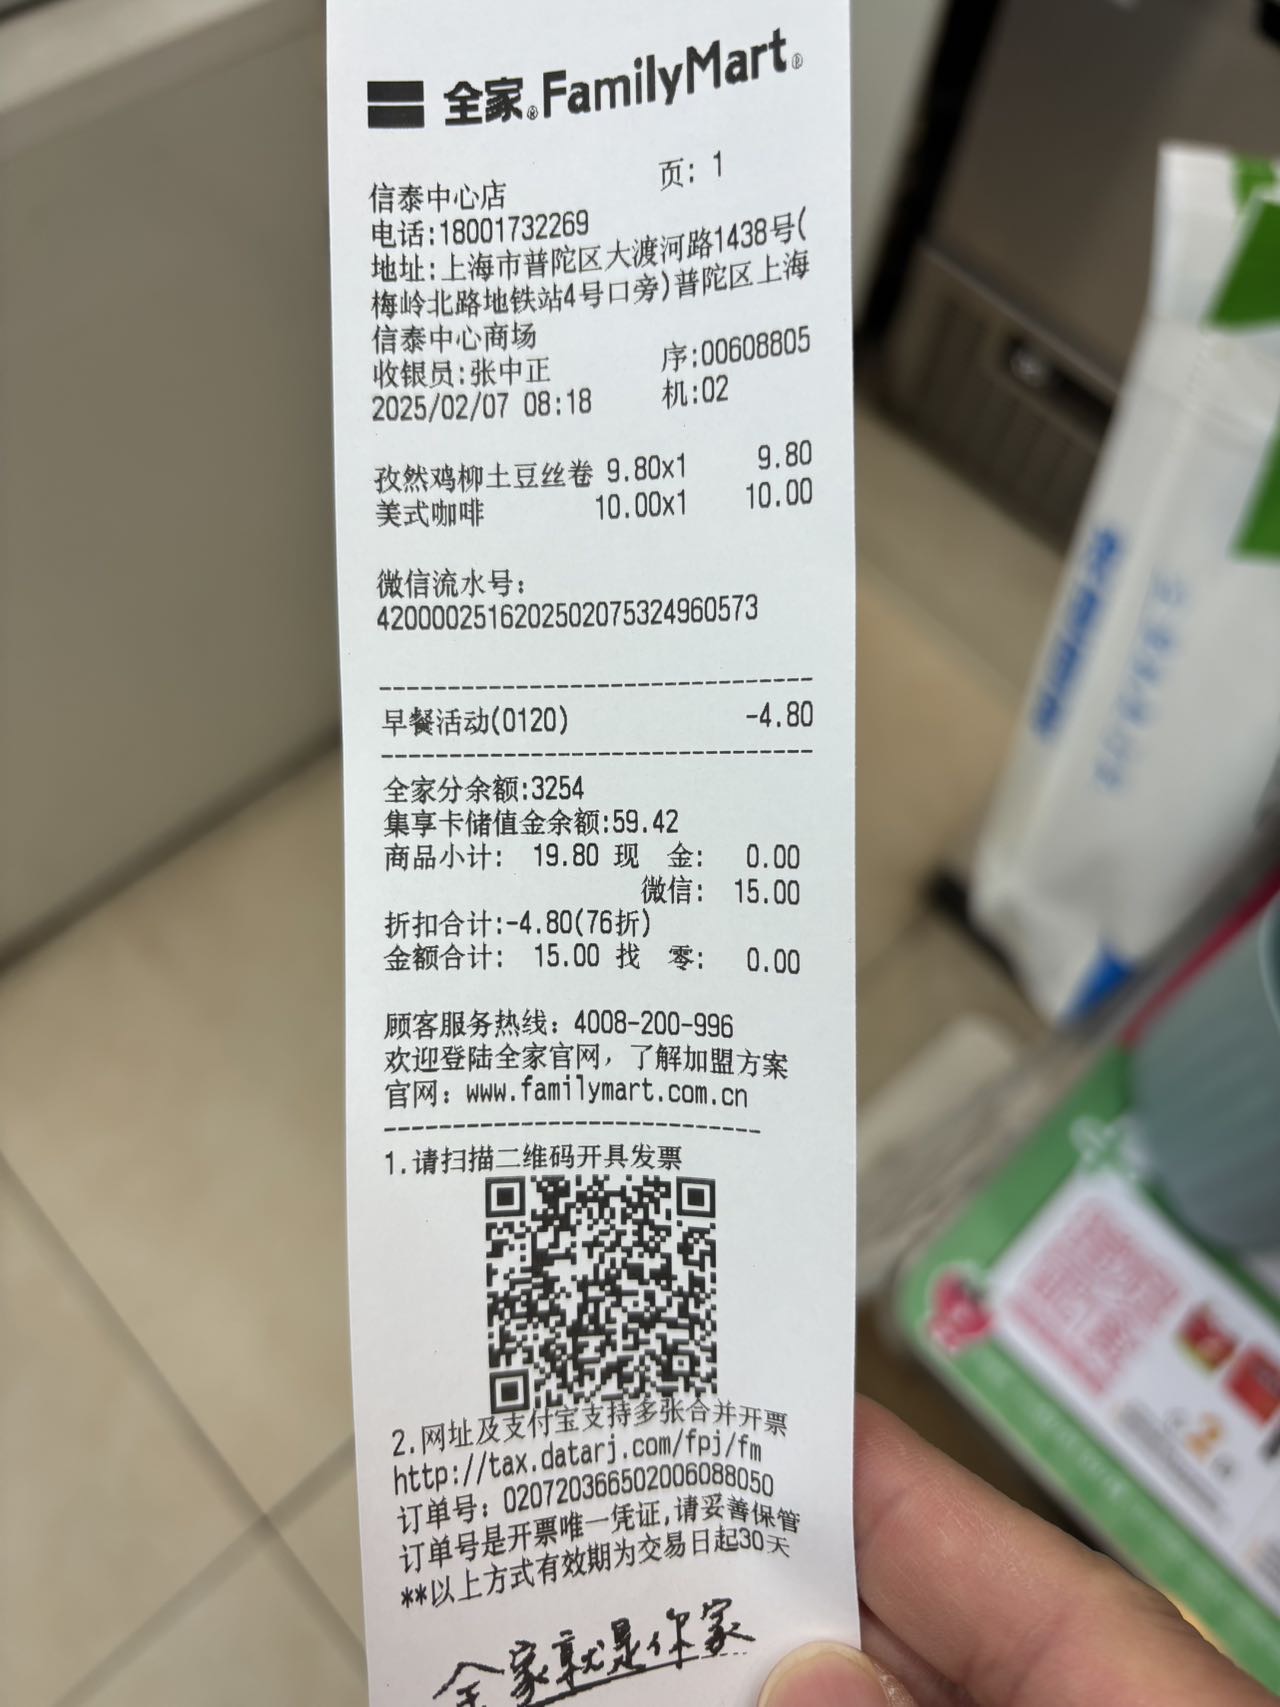 全家®FamilyMart®
页: 1
信泰中心店
电话:18001732269
地址:上海市普陀区大渡河路1438号(
梅岭北路地铁站4号口旁)普陀区上海
信泰中心商场
收银员:张中正 序:00608805
2025/02/07 08:18 机:02
孜然鸡柳土豆丝卷 9.80x1 9.80
美式咖啡 10.00x1 10.00
微信流水号:
4200002516202502075324960573
早餐活动(0120) -4.80
全家分余额:3254
集享卡储值金余额:59.42
商品小计: 19.80 现 金: 0.00
微信: 15.00
折扣合计:-4.80(76折)
金额合计: 15.00 找 零: 0.00
顾客服务热线: 4008-200-996
欢迎登陆全家官网, 了解加盟方案
官网: www.familymart.com.cn
1.请扫描二维码开具发票
2.网址及支付宝支持多张合并开票
http://tax.datarj.com/fpj/fm
订单号: 020720366502006088050
订单号是开票唯一凭证,请妥善保管
**以上方式有效期为交易日起30天
全家就是你家